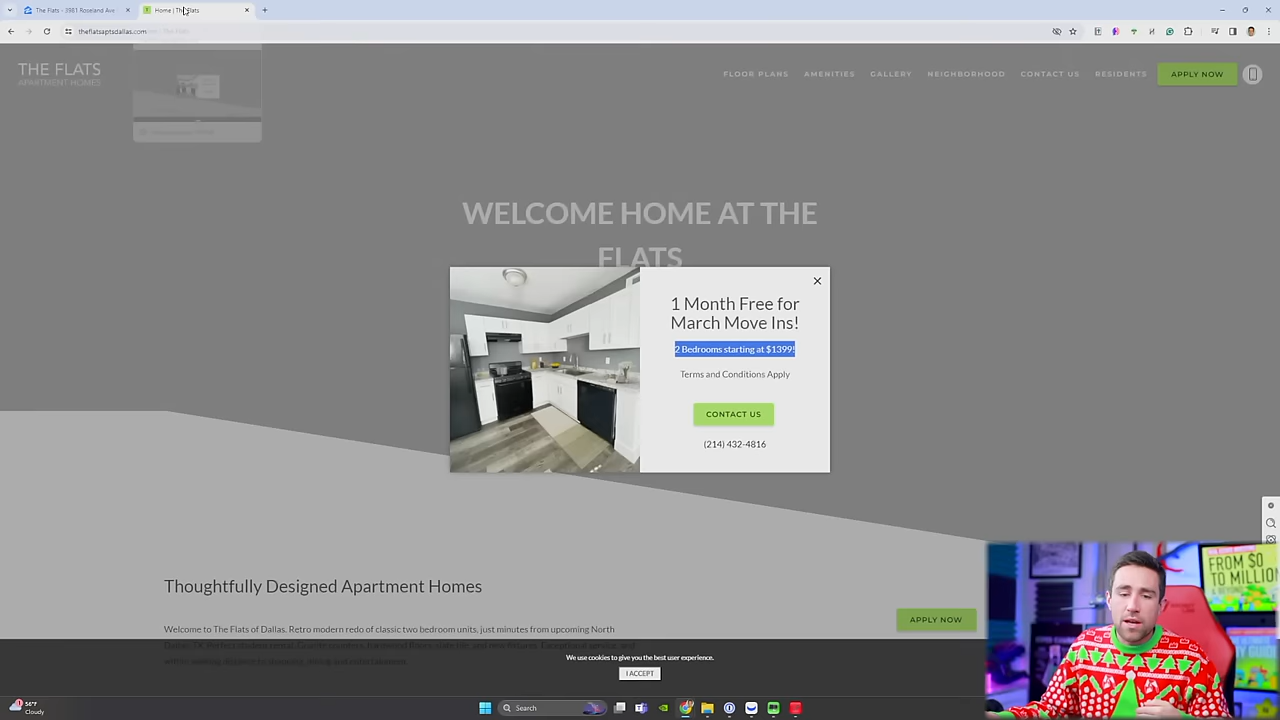 The Flats - 3981 Roseland Ave
Home | The Flats
theflatsaptsdallas.com
THE FLATS
APARTMENT HOMES
FLOOR PLANS
AMENITIES
GALLERY
NEIGHBORHOOD
CONTACT US
RESIDENTS
APPLY NOW
WELCOME HOME AT THE
FLATS
1 Month Free for
March Move Ins!
2 Bedrooms starting at $1399!
Terms and Conditions Apply
CONTACT US
(214) 432-4816
Thoughtfully Designed Apartment Homes
Welcome to The Flats of Dallas. Retro modern redo of classic two bedroom units, just minutes from upcoming North
APPLY NOW
We use cookies to give you the best user experience.
I ACCEPT
FROM $0
TO MILLION
& BEYOND
56°F
Cloudy
Search